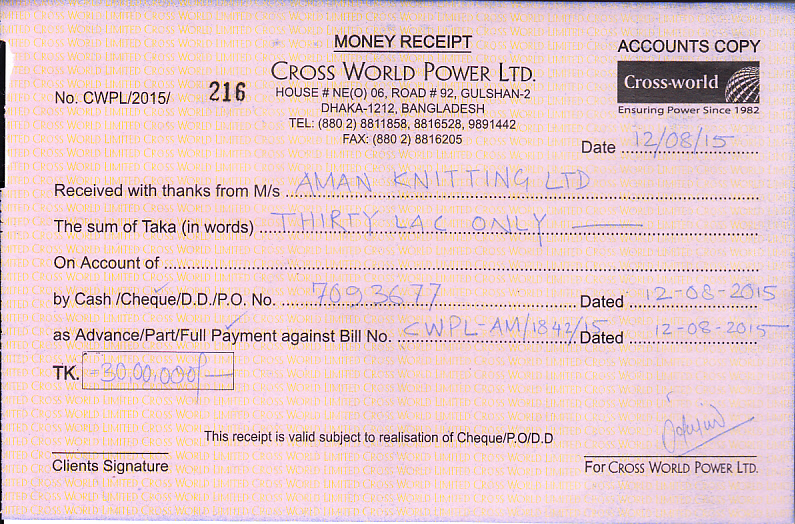 MONEY RECEIPT
ACCOUNTS COPY
No. CWPL/2015/ 216
CROSS WORLD POWER LTD.
HOUSE # NE(O) 06, ROAD # 92, GULSHAN-2
DHAKA-1212, BANGLADESH
TEL: (880 2) 8811858, 8816528, 9891442
FAX: (880 2) 8816205
Cross-world
Ensuring Power Since 1982
Date 12/08/15
Received with thanks from M/s AMAN KNITTING LTD
The sum of Taka (in words) THIRTY LAC ONLY
On Account of
by Cash /Cheque/D.D./P.O. No. 7093677 Dated 12-08-2015
as Advance/Part/Full Payment against Bill No. CWPL-AM/1842/15 Dated 12-08-2015
TK. =30,00,000/-
This receipt is valid subject to realisation of Cheque/P.O/D.D
Clients Signature
For CROSS WORLD POWER LTD.